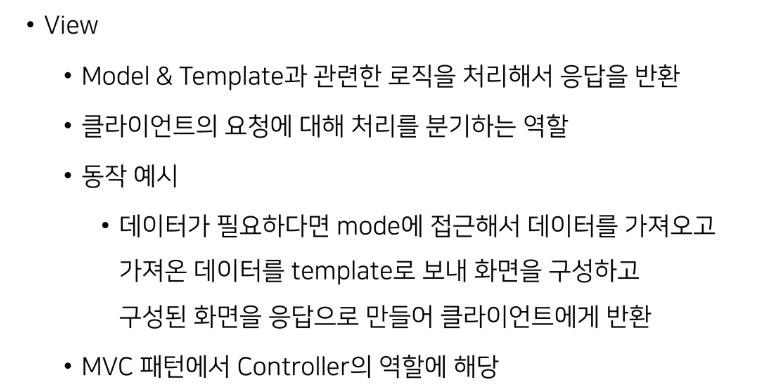 • View
• Model & Template과 관련한 로직을 처리해서 응답을 반환
• 클라이언트의 요청에 대해 처리를 분기하는 역할
• 동작 예시
• 데이터가 필요하다면 mode에 접근해서 데이터를 가져오고
가져온 데이터를 template로 보내 화면을 구성하고
구성된 화면을 응답으로 만들어 클라이언트에게 반환
• MVC 패턴에서 Controller의 역할에 해당